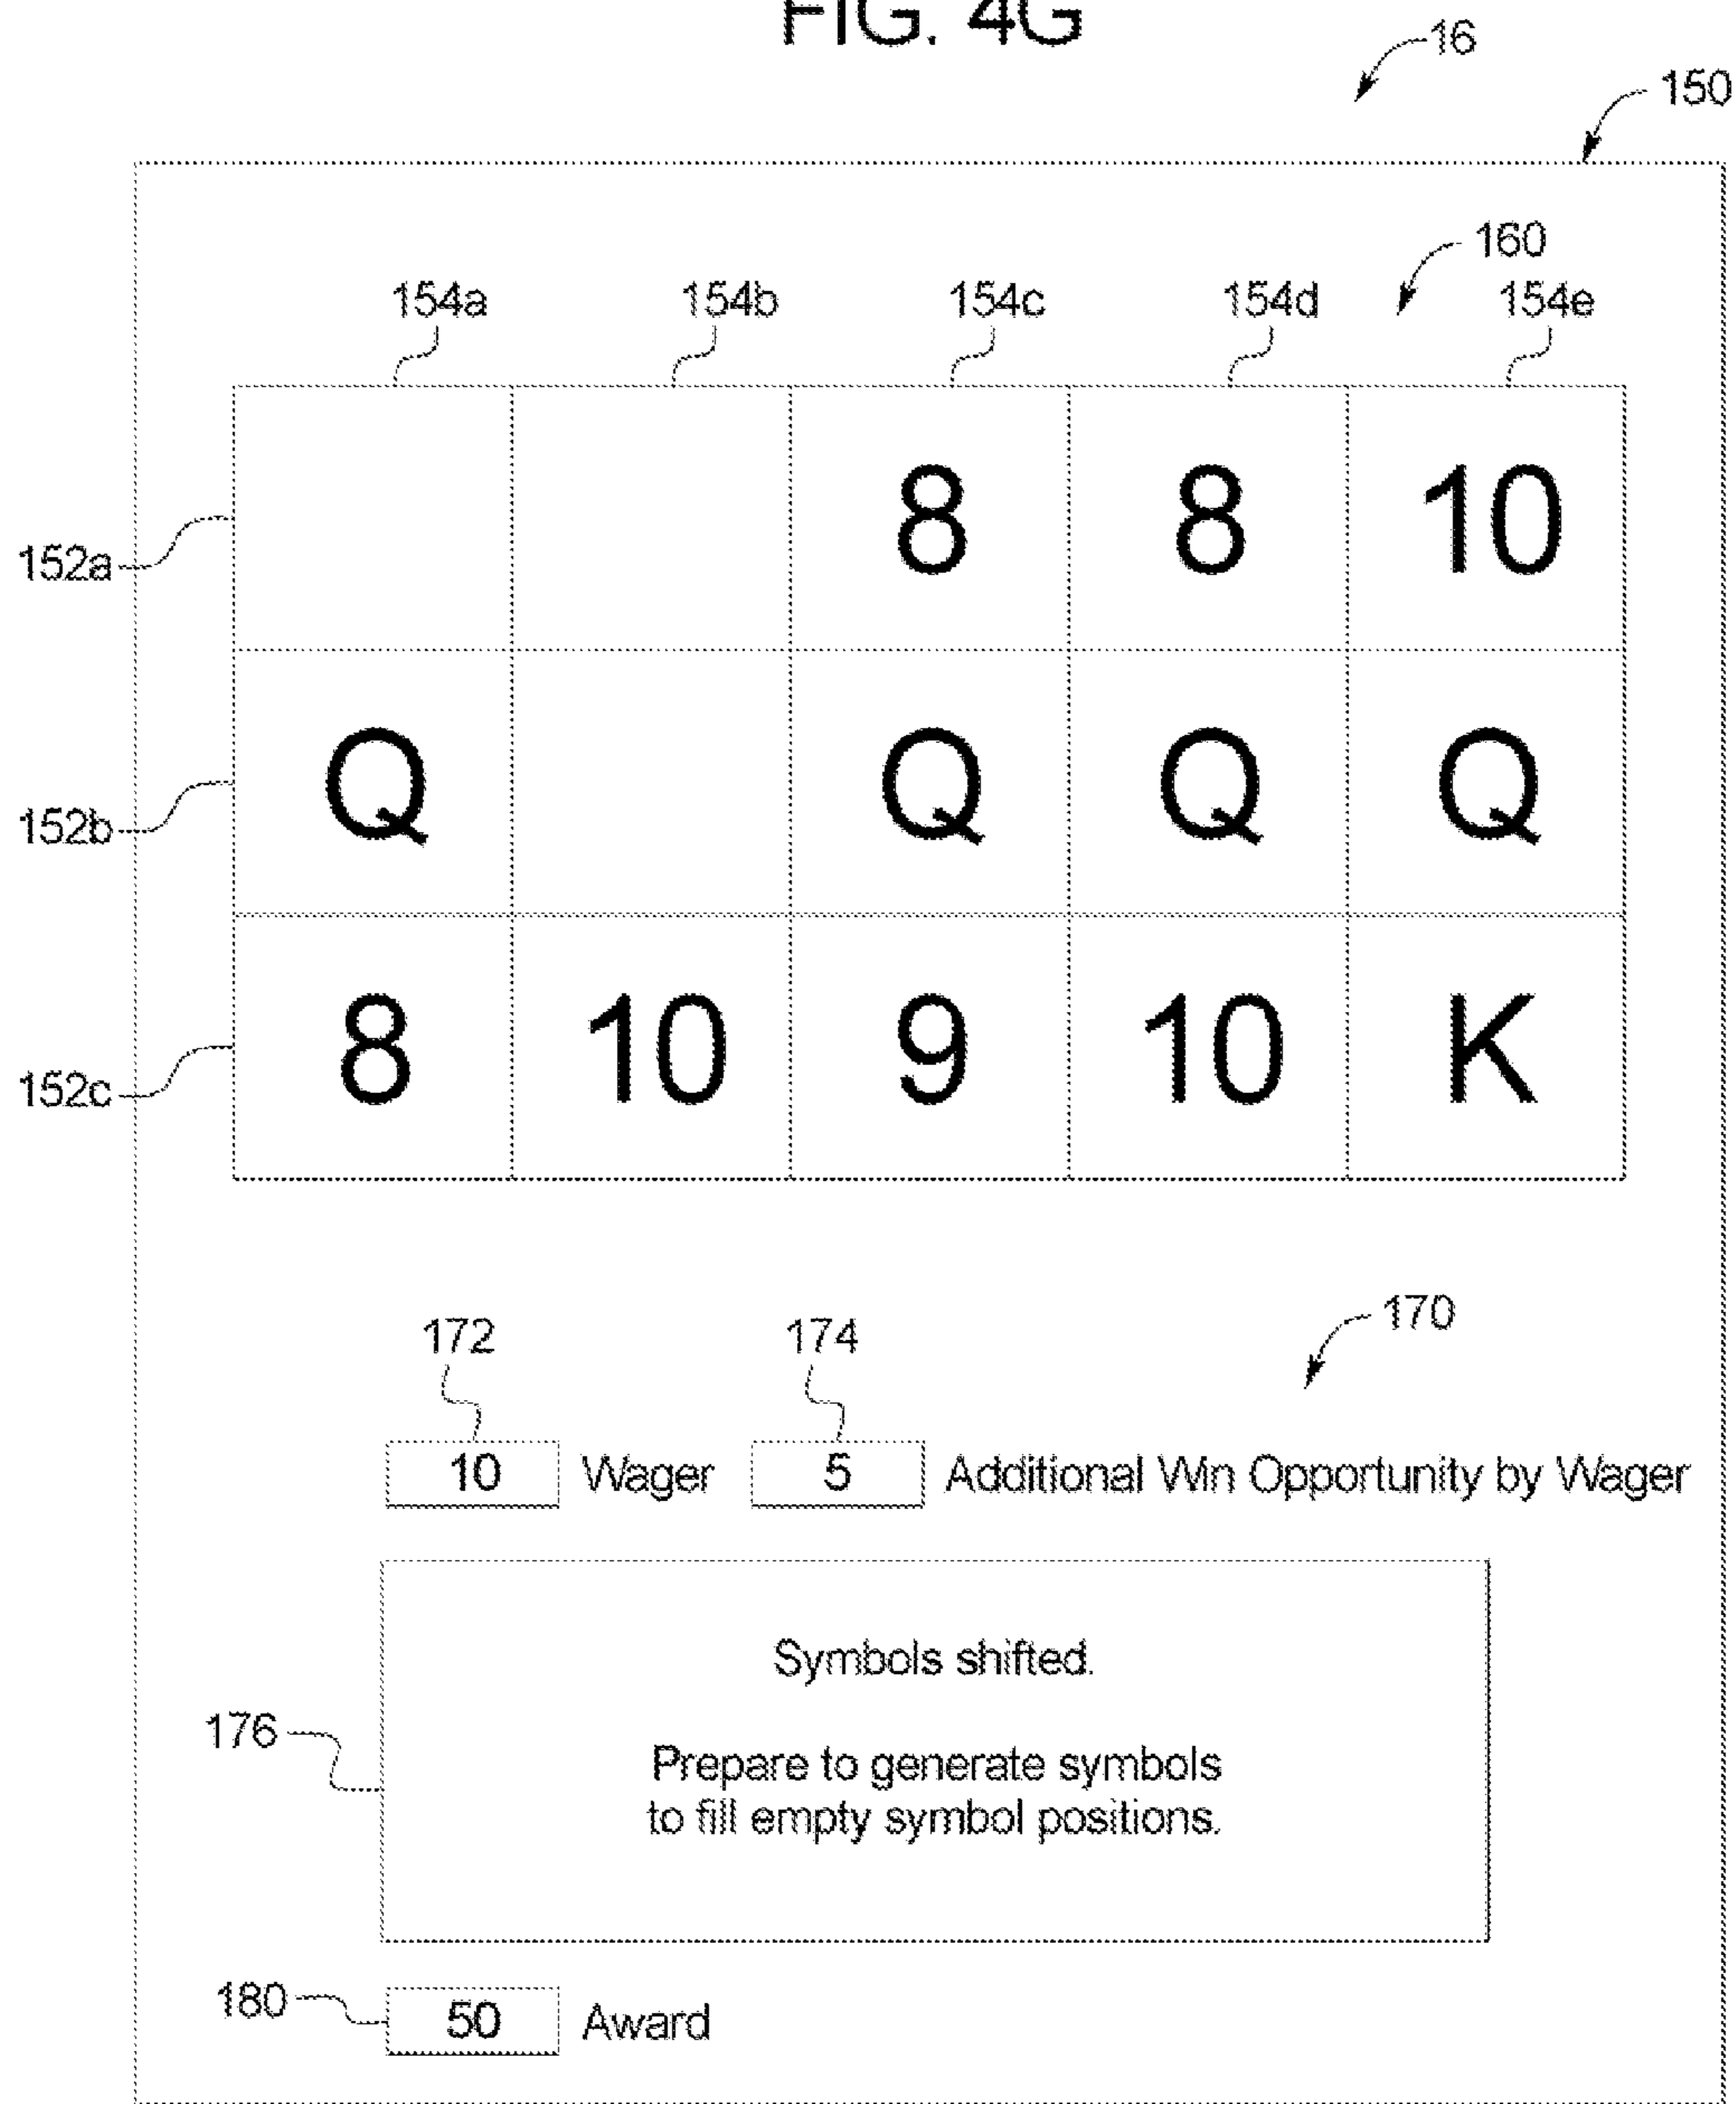 FIG. 4G
16
150
160
154a 154b 154c 154d 154e
152a 8 8 10
152b Q Q Q Q
152c 8 10 9 10 K
170
172 174
10 Wager 5 Additional Win Opportunity by Wager
Symbols shifted.
176
Prepare to generate symbols
to fill empty symbol positions.
180 50 Award